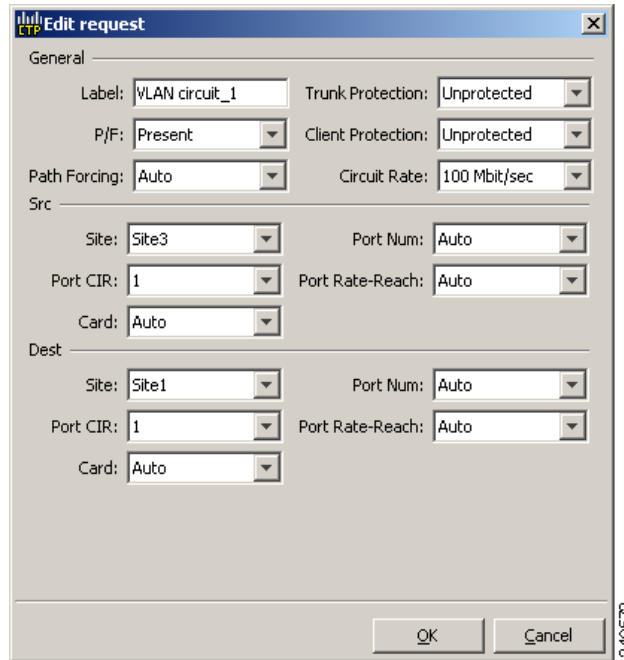 CTP Edit request
General
Label: VLAN circuit_1 Trunk Protection: Unprotected
P/F: Present Client Protection: Unprotected
Path Forcing: Auto Circuit Rate: 100 Mbit/sec
Src
Site: Site3 Port Num: Auto
Port CIR: 1 Port Rate-Reach: Auto
Card: Auto
Dest
Site: Site1 Port Num: Auto
Port CIR: 1 Port Rate-Reach: Auto
Card: Auto
OK Cancel